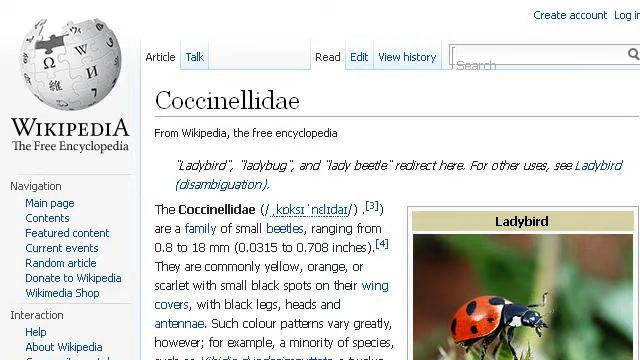 Create account Log in
WIKIPEDIA
The Free Encyclopedia
Article Talk Read Edit View history Search
Coccinellidae
From Wikipedia, the free encyclopedia
"Ladybird", "ladybug", and "lady beetle" redirect here. For other uses, see Ladybird
(disambiguation).
Navigation
Main page
Contents
Featured content
Current events
Random article
Donate to Wikipedia
Wikimedia Shop
Interaction
Help
About Wikipedia
The Coccinellidae (/ˌkɒksɪˈnɛlɪdaɪ/) .[3])
are a family of small beetles, ranging from
0.8 to 18 mm (0.0315 to 0.708 inches).[4]
They are commonly yellow, orange, or
scarlet with small black spots on their wing
covers, with black legs, heads and
antennae. Such colour patterns vary greatly,
however; for example, a minority of species,
Ladybird